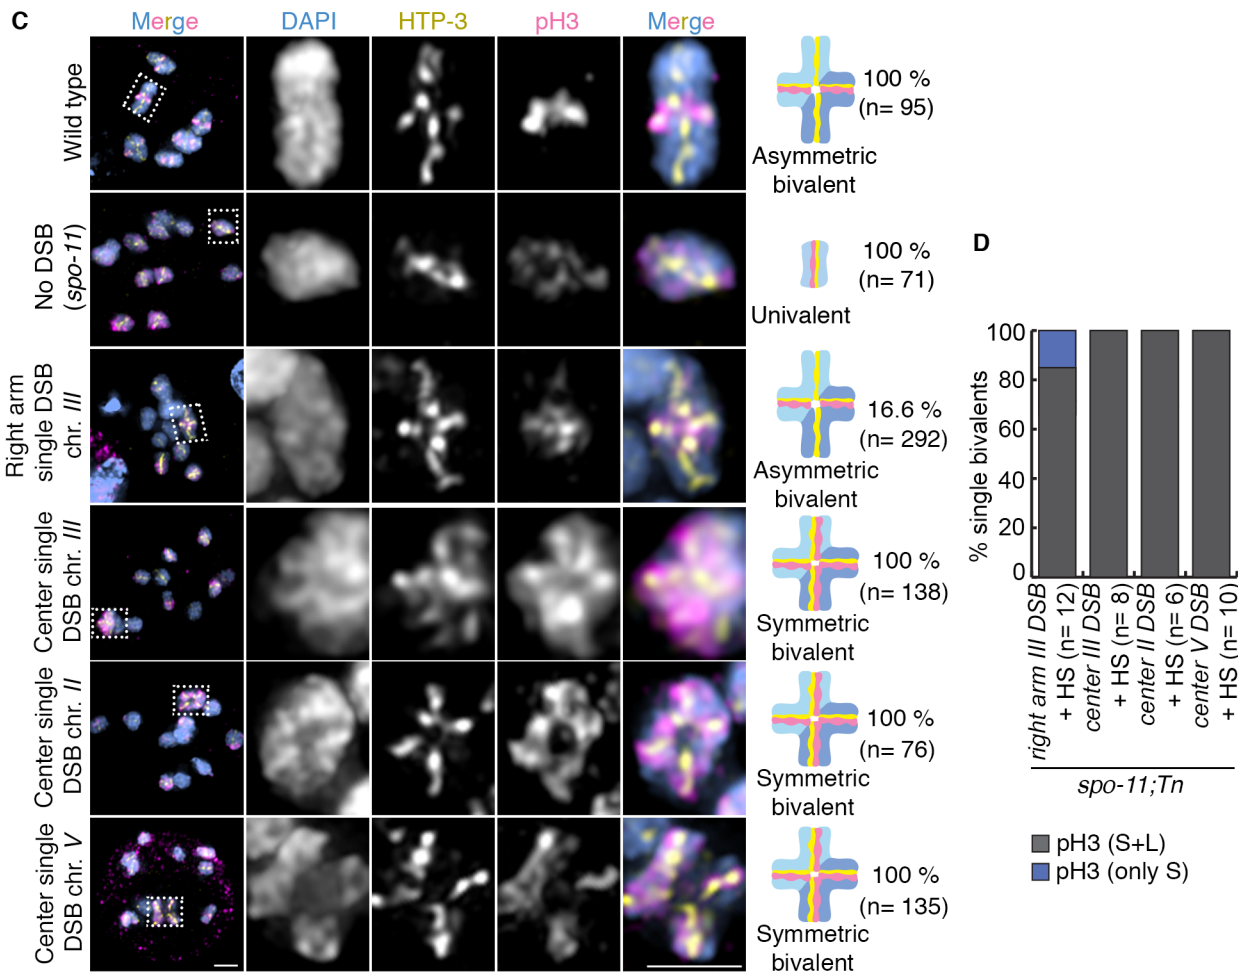 C
Merge DAPI HTP-3 pH3 Merge
Wild type
100 %
(n= 95)
Asymmetric
bivalent
No DSB
(spo-11)
100 %
(n= 71)
Univalent
Right arm
single DSB
chr. III
16.6 %
(n= 292)
Asymmetric
bivalent
Center single
DSB chr. III
100 %
(n= 138)
Symmetric
bivalent
Center single
DSB chr. II
100 %
(n= 76)
Symmetric
bivalent
Center single
DSB chr. V
100 %
(n= 135)
Symmetric
bivalent
D
% single bivalents
100
80
60
40
20
0
right arm III DSB
+ HS (n= 12)
center III DSB
+ HS (n= 8)
center II DSB
+ HS (n= 6)
center V DSB
+ HS (n= 10)
spo-11;Tn
pH3 (S+L)
pH3 (only S)